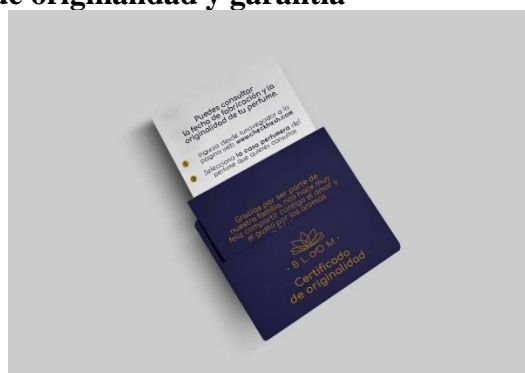 de originalidad y garantía
Puedes consultar
la fecha de fabricación y la
originalidad de tu perfume.
Ingresa desde tu navegador a la
página web www.checkfresh.com
Selecciona la casa perfumera del
perfume que quieres consultar.
Gracias por ser parte de
nuestra familia, nos hace muy
feliz compartir contigo el amor y
el gusto por los aromas
· B L O O M ·
Certificado
de originalidad